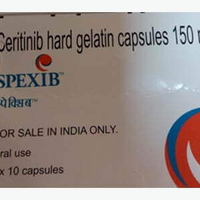 Ceritinib hard gelatin capsules 150
SPEXIB
FOR SALE IN INDIA ONLY.
x 10 capsules